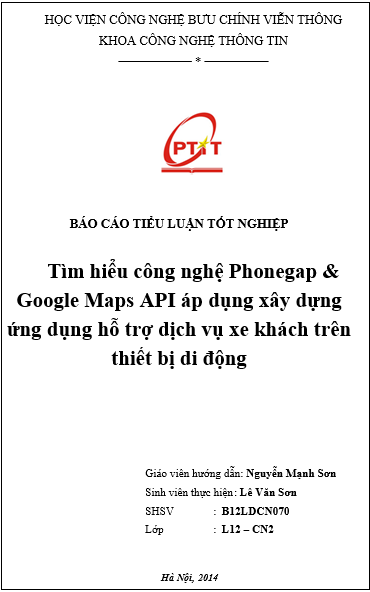 HỌC VIỆN CÔNG NGHỆ BƯU CHÍNH VIỄN THÔNG
KHOA CÔNG NGHỆ THÔNG TIN
*
PTIT
BÁO CÁO TIỂU LUẬN TỐT NGHIỆP
Tìm hiểu công nghệ Phonegap &
Google Maps API áp dụng xây dựng
ứng dụng hỗ trợ dịch vụ xe khách trên
thiết bị di động
Giáo viên hướng dẫn: Nguyễn Mạnh Sơn
Sinh viên thực hiện: Lê Văn Sơn
SHSV : B12LDCN070
Lớp : L12 – CN2
Hà Nội, 2014